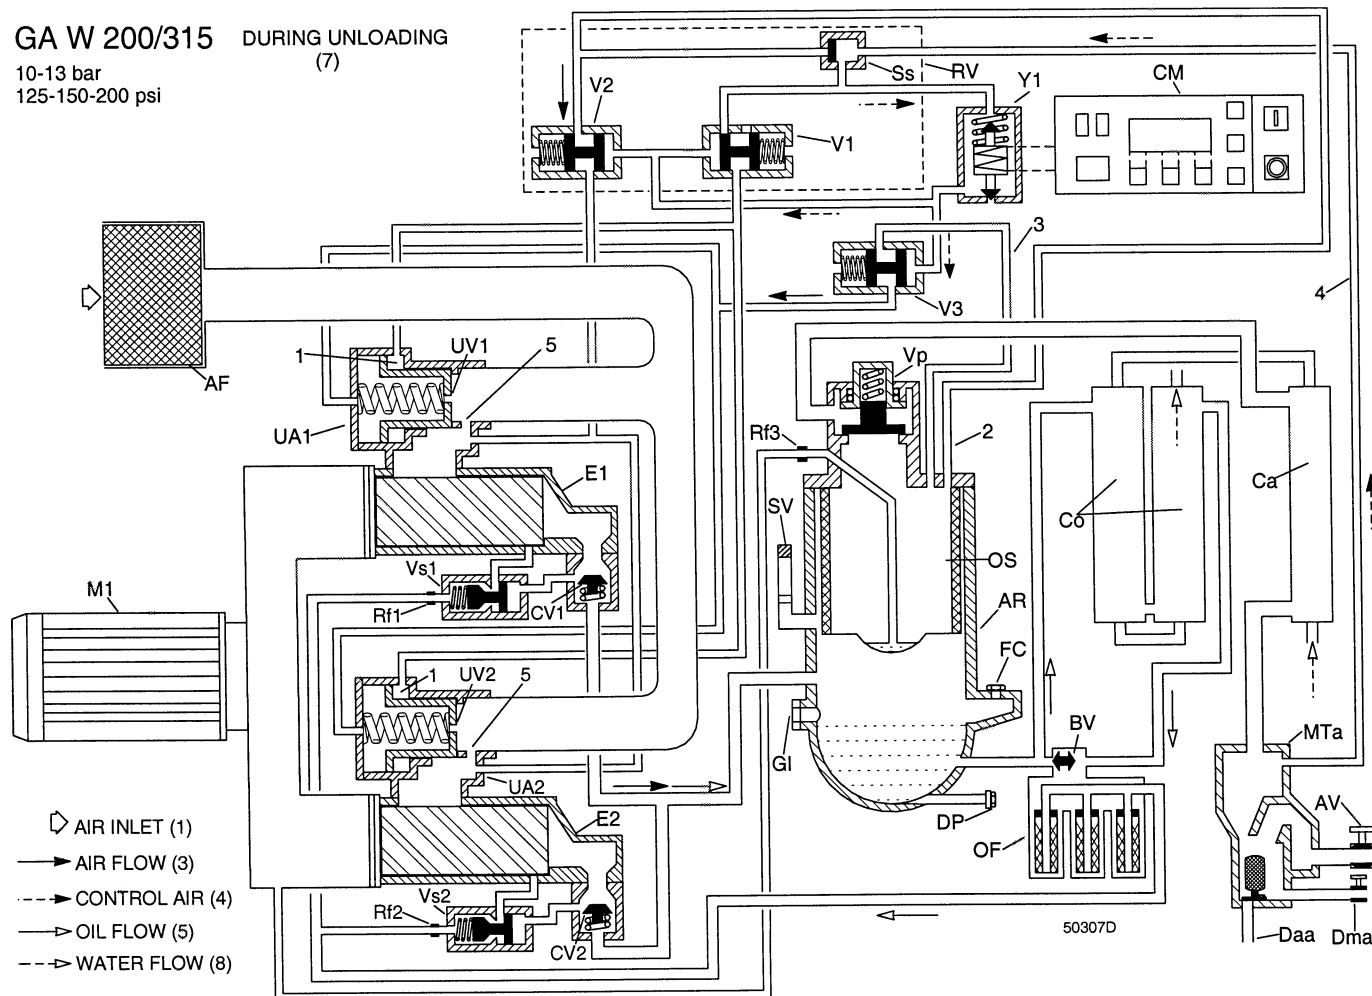 GA W 200/315 DURING UNLOADING
(7)
10-13 bar
125-150-200 psi
Ss
RV
Y1
CM
V2
V1
3
V3
4
AF
1
UV1
5
UA1
Vp
Rf3
2
E1
SV
Co
Ca
OS
Vs1
M1
Rf1
CV1
AR
FC
1
UV2
5
GI
BV
MTa
UA2
E2
DP
OF
AV
AIR INLET (1)
AIR FLOW (3)
CONTROL AIR (4)
OIL FLOW (5)
WATER FLOW (8)
Vs2
Rf2
CV2
50307D
Daa
Dma